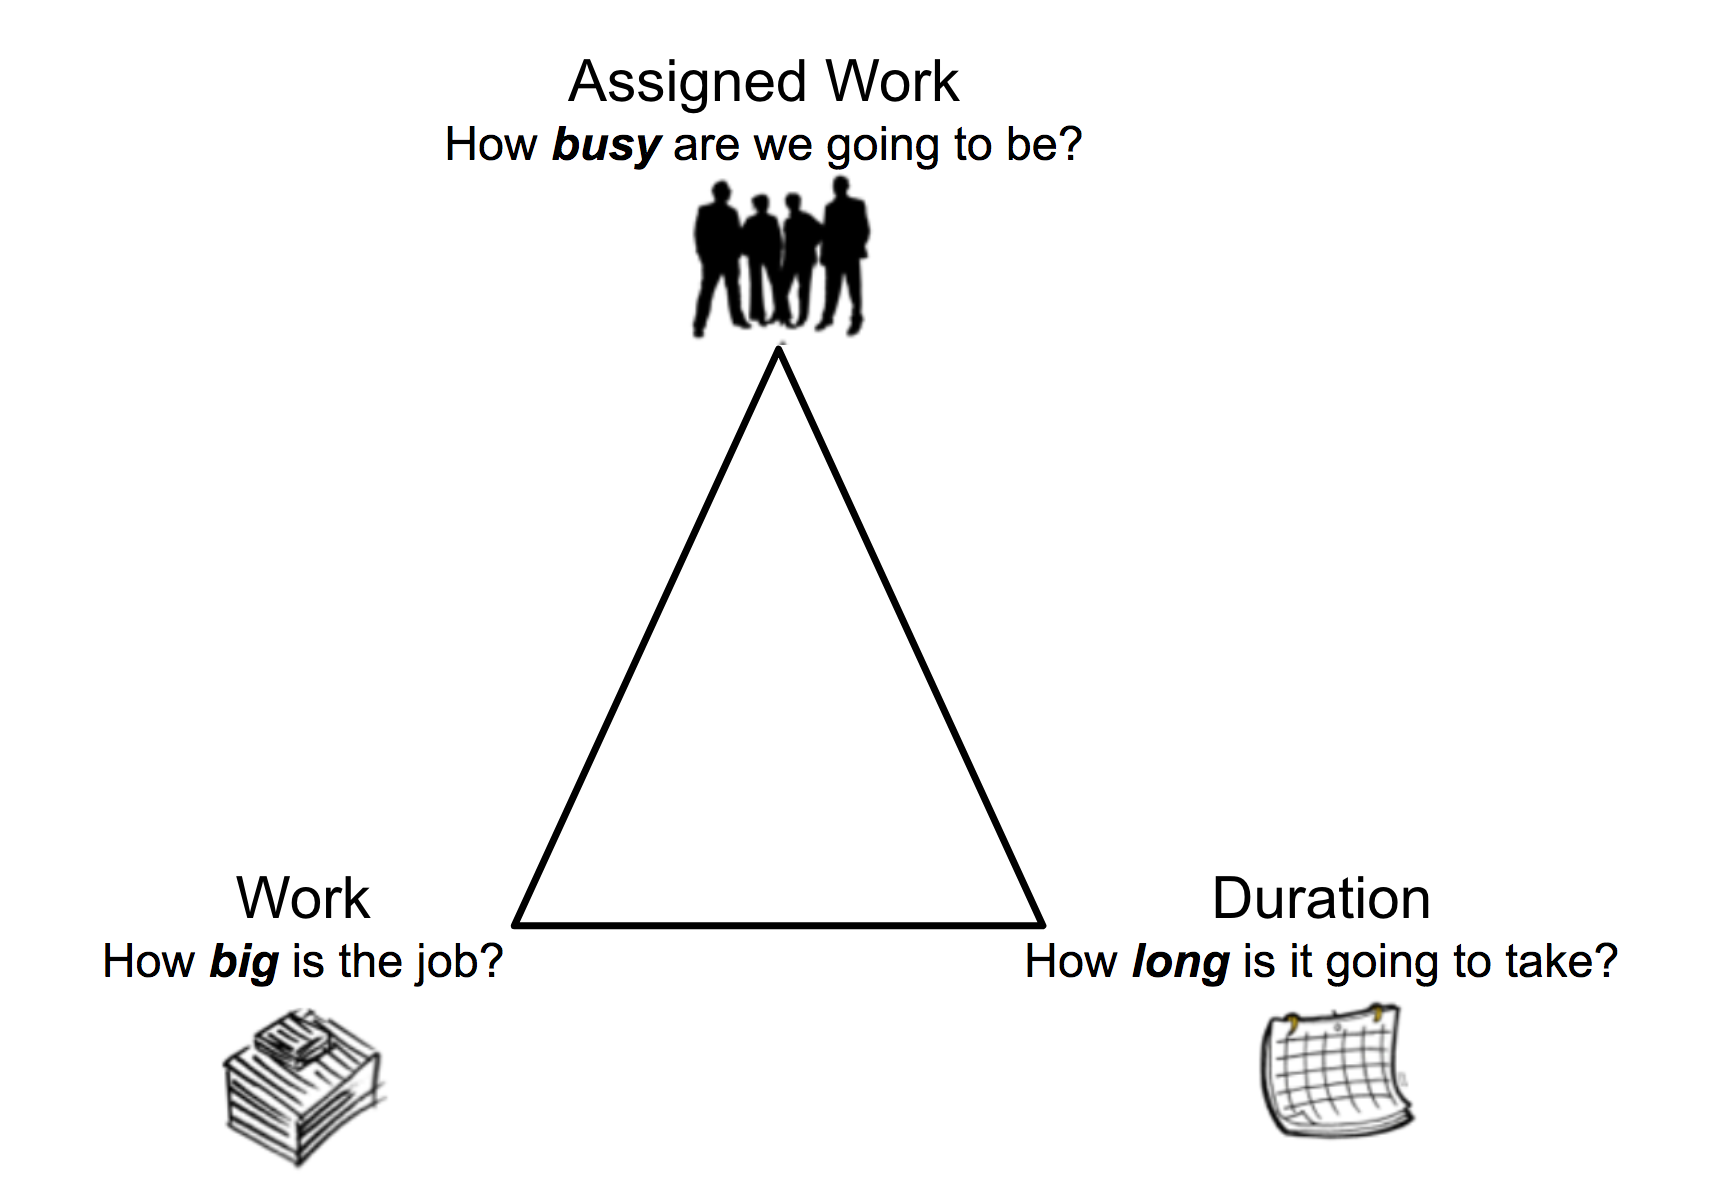 Assigned Work
How busy are we going to be?
Work
How big is the job?
Duration
How long is it going to take?